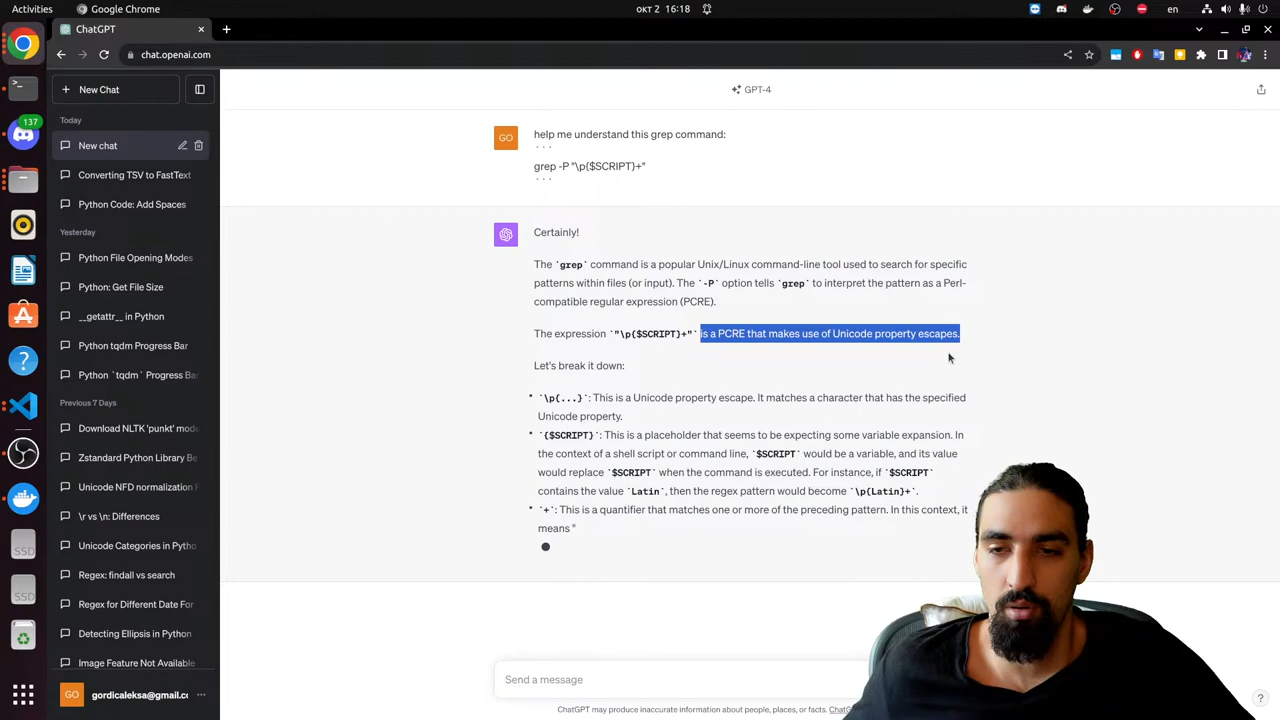 Activities
Google Chrome
окт 2 16:18
en
ChatGPT
chat.openai.com
New Chat
GPT-4
Today
New chat
Converting TSV to FastText
Python Code: Add Spaces
Yesterday
Python File Opening Modes
Python: Get File Size
__getattr__ in Python
Python tqdm Progress Bar
Python `tqdm` Progress Bar
Previous 7 Days
Download NLTK 'punkt' mode
Zstandard Python Library Be
Unicode NFD normalization F
\r vs \n: Differences
Unicode Categories in Pytho
Regex: findall vs search
Regex for Different Date For
Detecting Ellipsis in Python
Image Feature Not Available
GO
gordicaleksa@gmail.cc
137
SSD
SSD
GO
help me understand this grep command:
```
grep -P "\p{$SCRIPT}+"
```
Certainly!
The `grep` command is a popular Unix/Linux command-line tool used to search for specific
patterns within files (or input). The `-P` option tells `grep` to interpret the pattern as a Perl-
compatible regular expression (PCRE).
The expression `"\p{$SCRIPT}+"` is a PCRE that makes use of Unicode property escapes.
Let's break it down:
• `\p{...}`: This is a Unicode property escape. It matches a character that has the specified
Unicode property.
• `{$SCRIPT}`: This is a placeholder that seems to be expecting some variable expansion. In
the context of a shell script or command line, `$SCRIPT` would be a variable, and its value
would replace `$SCRIPT` when the command is executed. For instance, if `$SCRIPT`
contains the value `Latin`, then the regex pattern would become `\p{Latin}+`.
• `+`: This is a quantifier that matches one or more of the preceding pattern. In this context, it
means "
Send a message
ChatGPT may produce inaccurate information about people, places, or facts. ChatG
?